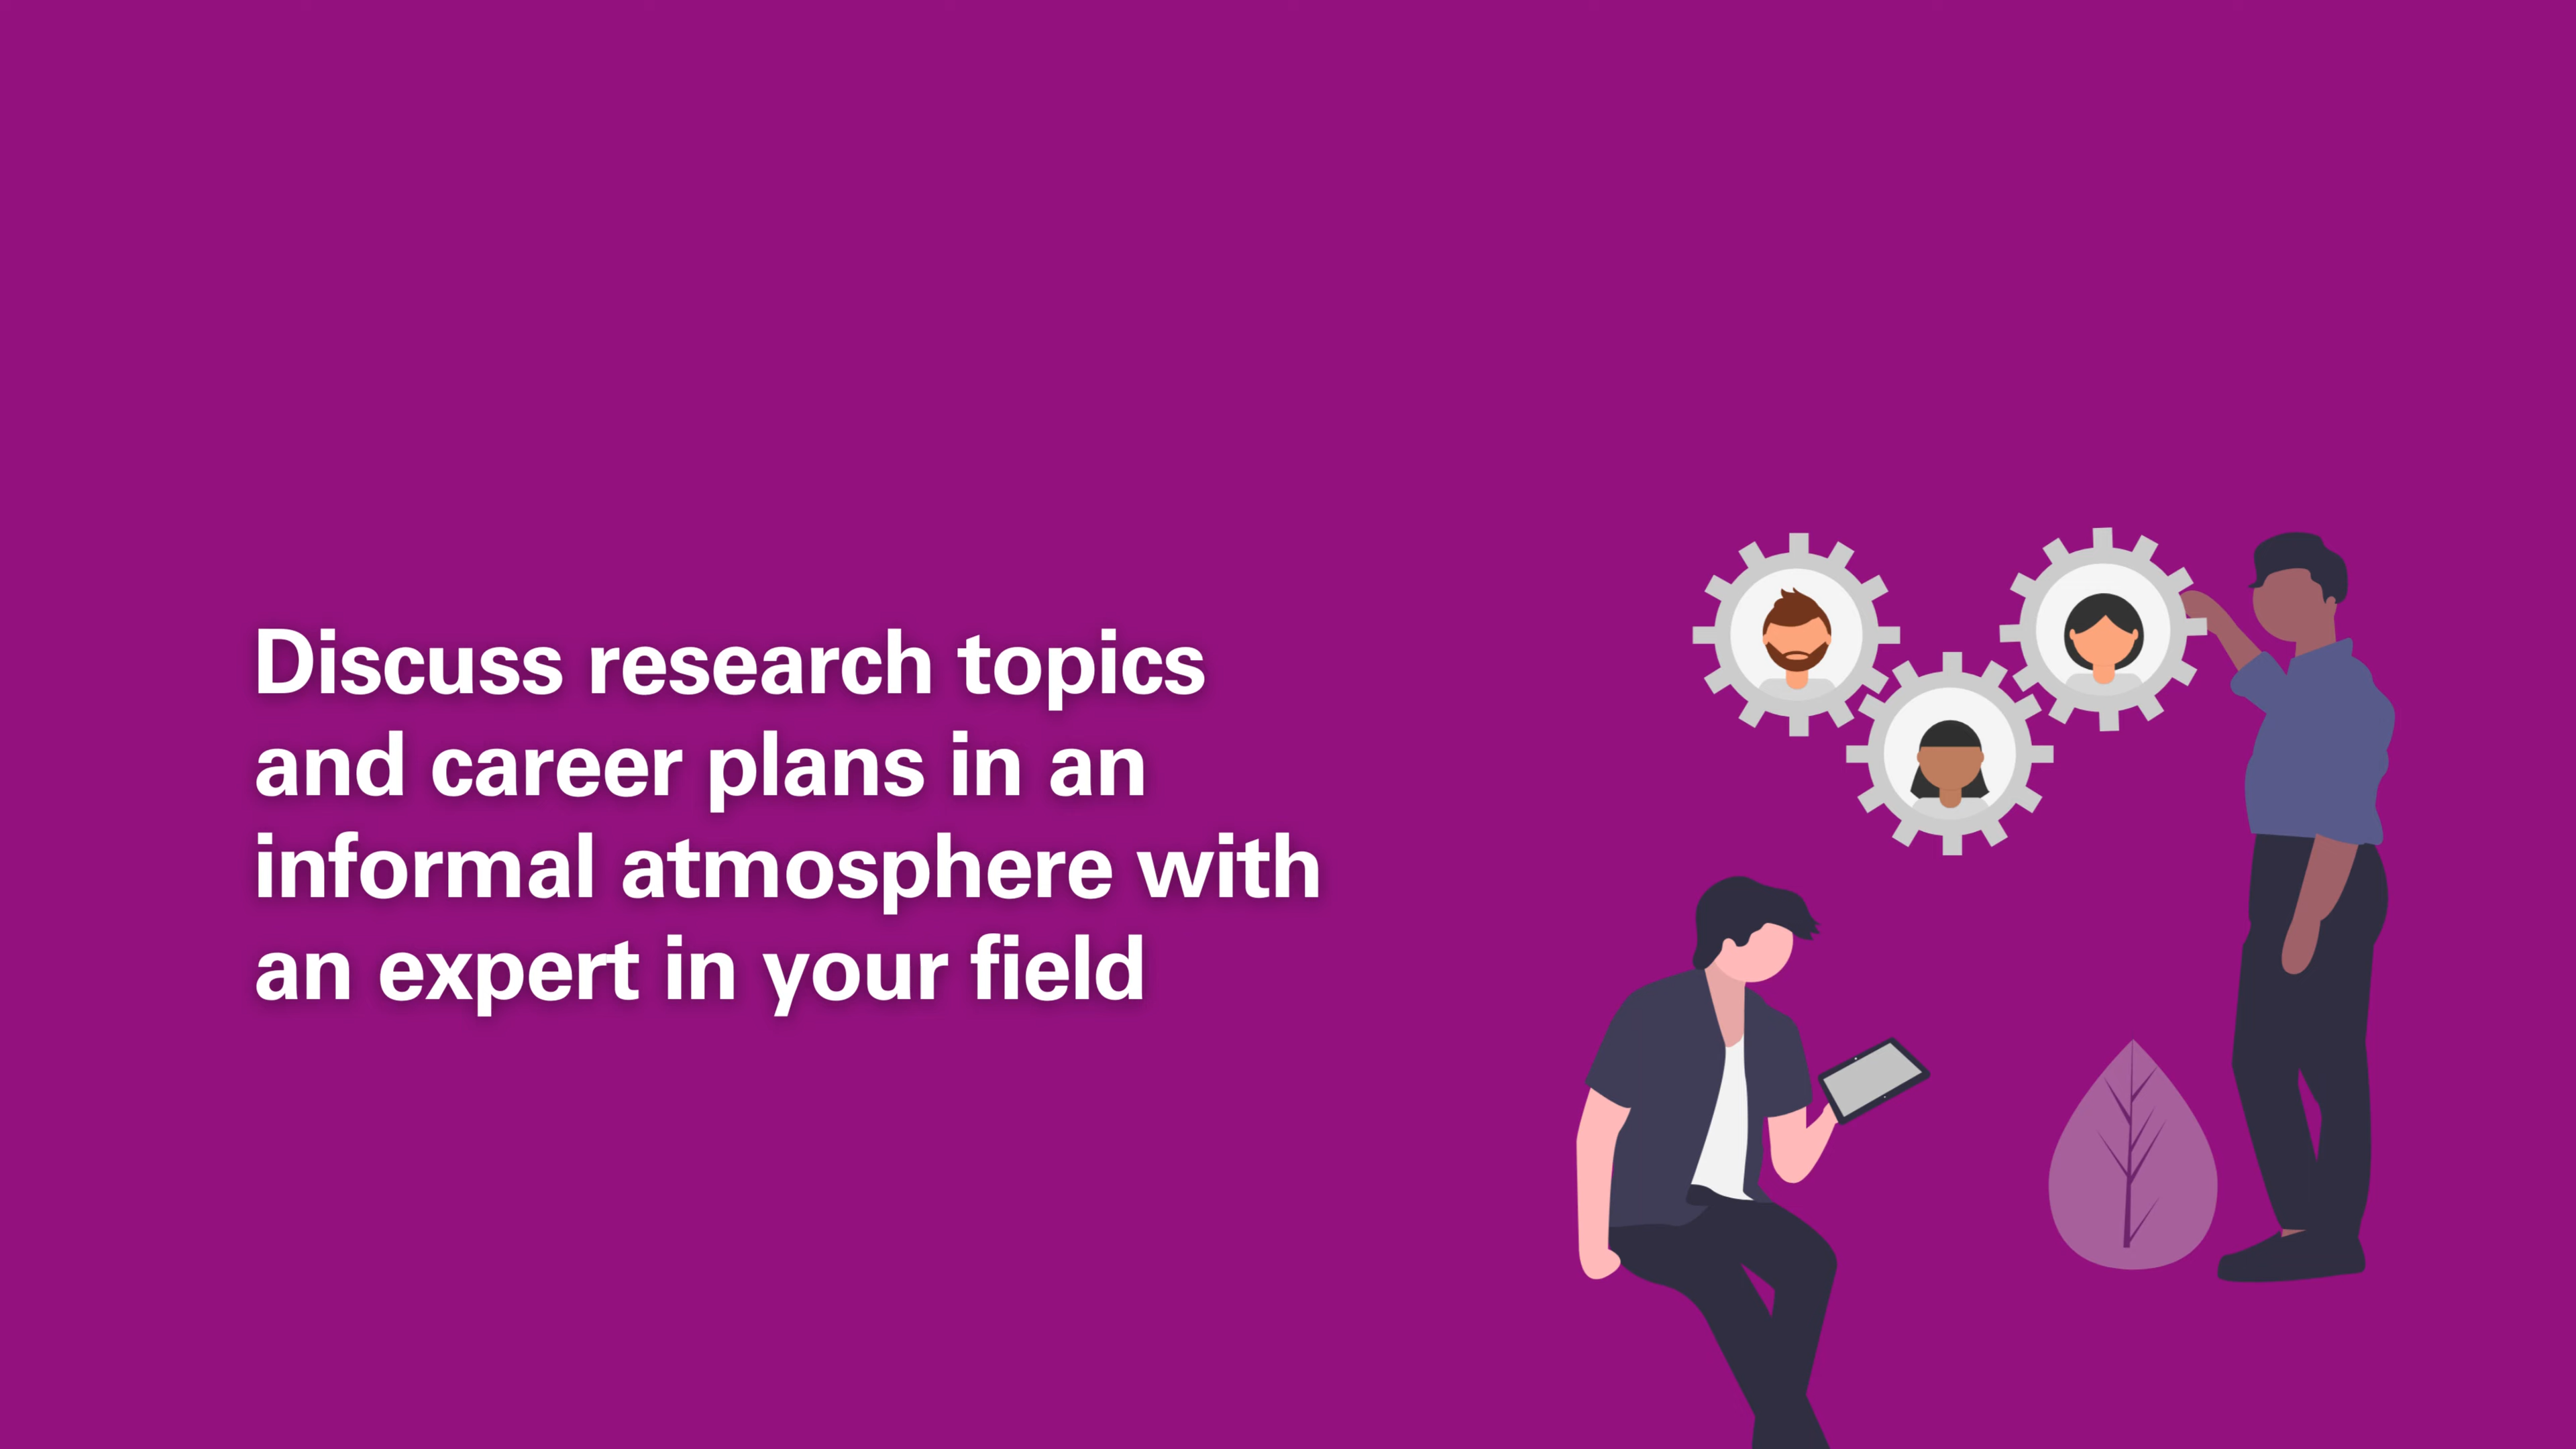 Discuss research topics
and career plans in an
informal atmosphere with
an expert in your field